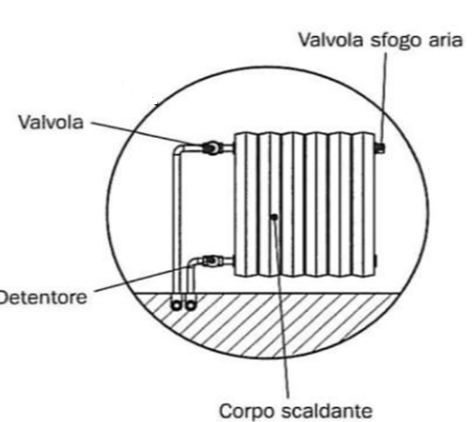 Valvola sfogo aria
Valvola
Detentore
Corpo scaldante